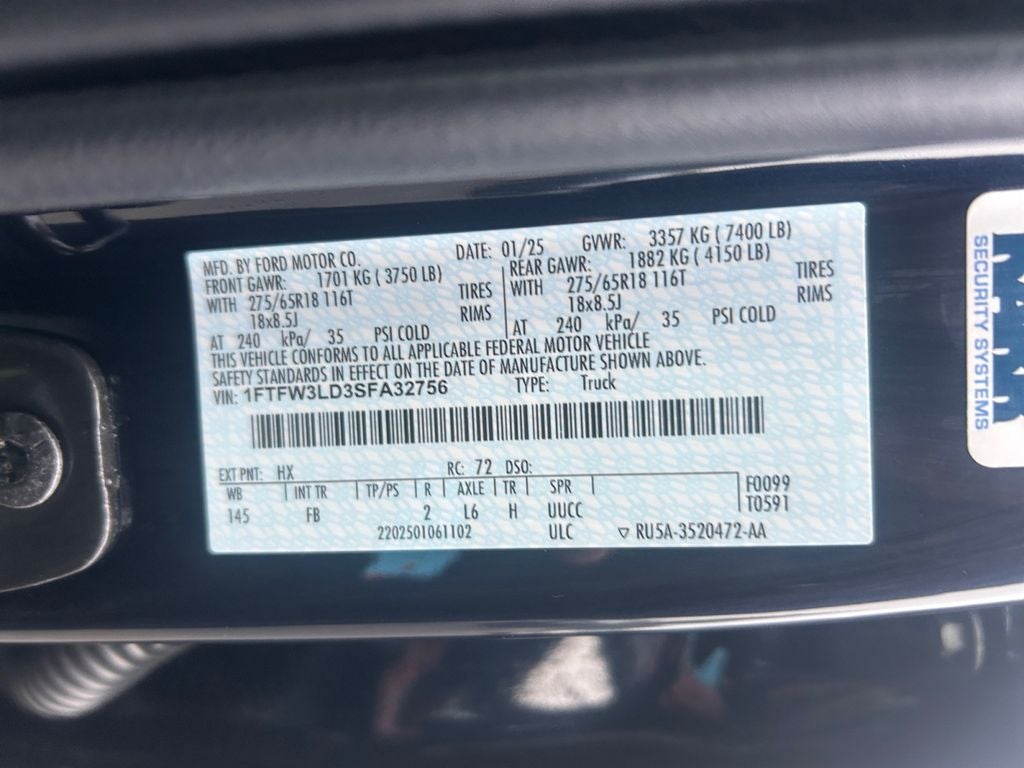 MFD. BY FORD MOTOR CO. DATE: 01/25 GVWR: 3357 KG ( 7400 LB)
FRONT GAWR: 1701 KG ( 3750 LB) REAR GAWR: 1882 KG ( 4150 LB)
WITH 275/65R18 116T TIRES WITH 275/65R18 116T TIRES
18x8.5J RIMS 18x8.5J RIMS
AT 240 kPa/ 35 PSI COLD AT 240 kPa/ 35 PSI COLD
THIS VEHICLE CONFORMS TO ALL APPLICABLE FEDERAL MOTOR VEHICLE
SAFETY STANDARDS IN EFFECT ON THE DATE OF MANUFACTURE SHOWN ABOVE.
VIN: 1FTFW3LD3SFA32756 TYPE: Truck
EXT PNT: HX RC: 72 DSO:
WB INT TR TP/PS R AXLE TR SPR F0099
145 FB 2 L6 H UUCC T0591
2202501061102 ULC RU5A-3520472-AA
SECURITY SYSTEMS